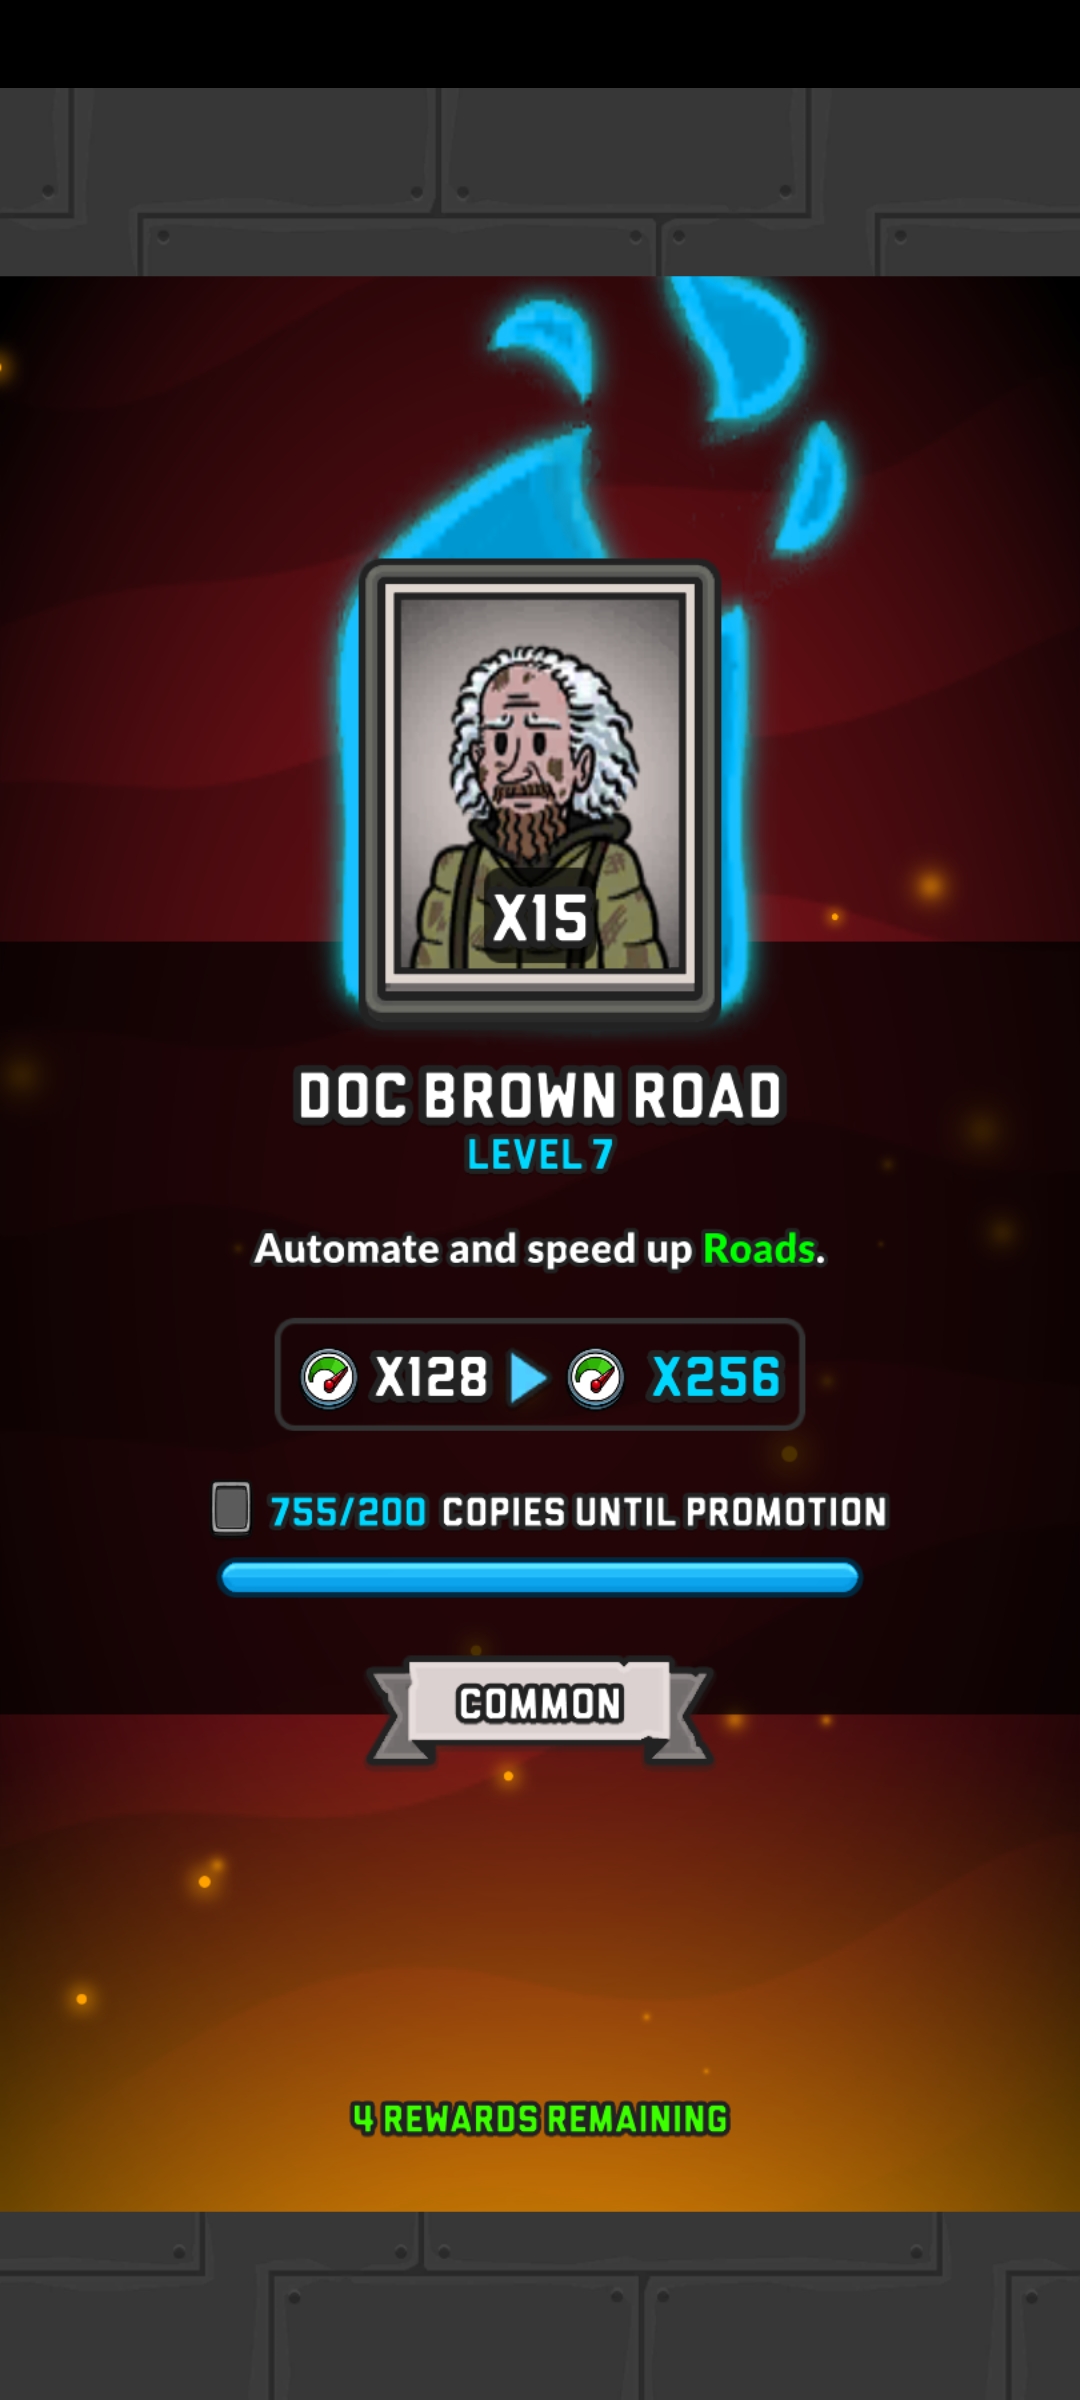 X15
DOC BROWN ROAD
LEVEL 7
Automate and speed up Roads.
X128 X256
755/200 COPIES UNTIL PROMOTION
COMMON
4 REWARDS REMAINING